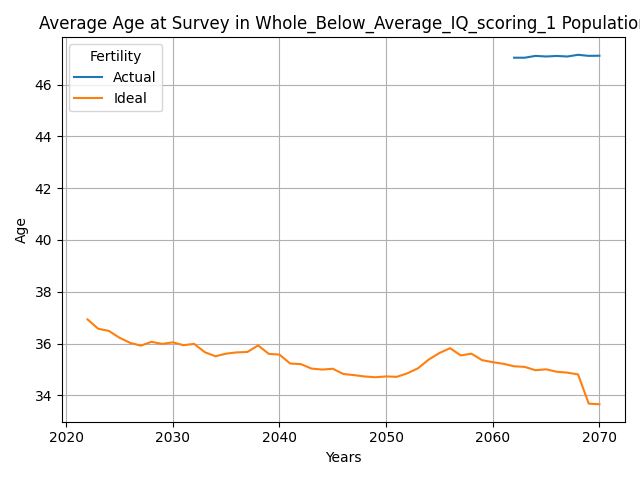 Average Age at Survey in Whole_Below_Average_IQ_scoring_1 Population
Fertility
Actual
Ideal
46
44
42
40
38
36
34
Age
2020 2030 2040 2050 2060 2070
Years